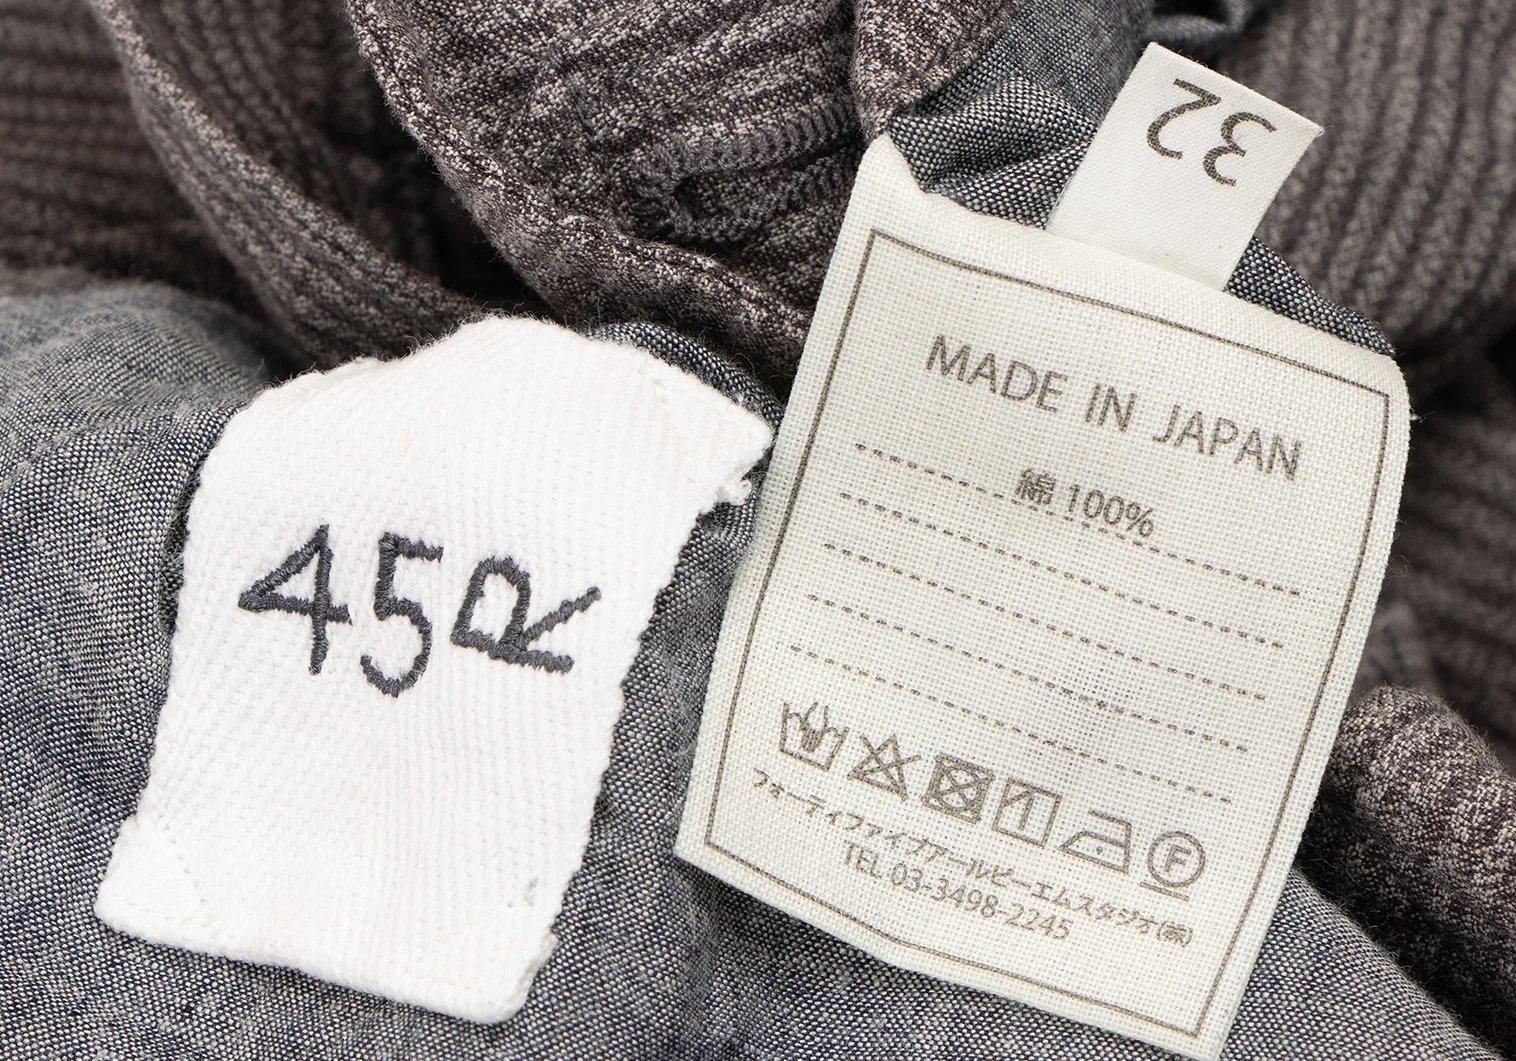 32
45R
MADE IN JAPAN
綿 100%
F
フォーティファイブアールピーエムスタジオ(株)
TEL 03-3498-2245